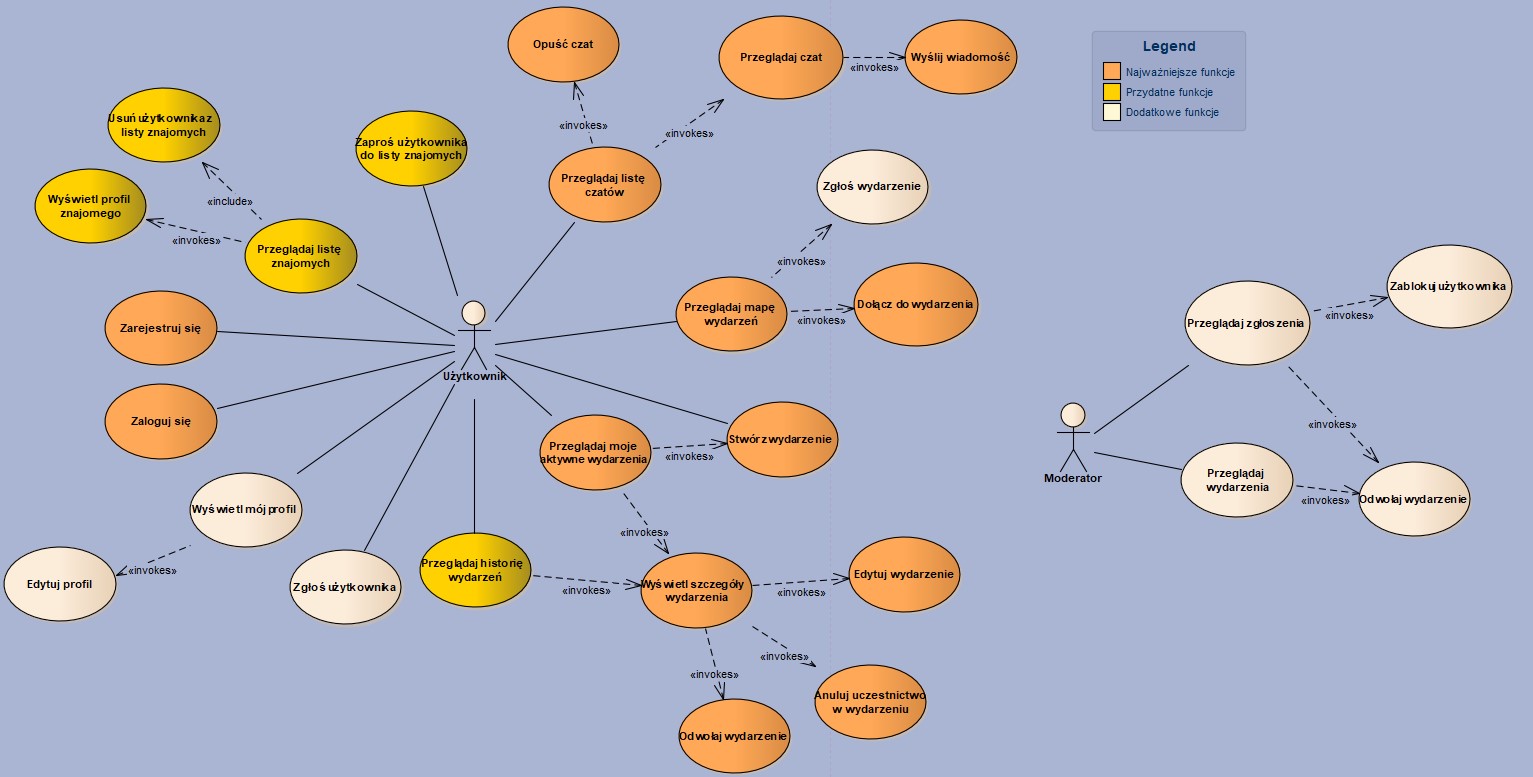 Opuść czat
Przeglądaj czat
«invokes»
Wyślij wiadomość
Legend
Najważniejsze funkcje
Przydatne funkcje
Dodatkowe funkcje
Usuń użytkownika z
listy znajomych
Zaproś użytkownika
do listy znajomych
«invokes»
«invokes»
Przeglądaj listę
czatów
Zgłoś wydarzenie
Wyświetl profil
znajomego
«include»
«invokes»
Przeglądaj listę
znajomych
«invokes»
Przeglądaj mapę
wydarzeń
«invokes»
Dołącz do wydarzenia
Zarejestruj się
Użytkownik
Zaloguj się
Przeglądaj moje
aktywne wydarzenia
«invokes»
Stwórz wydarzenie
Przeglądaj zgłoszenia
«invokes»
Zablokuj użytkownika
«invokes»
Moderator
Przeglądaj
wydarzenia
«invokes»
Odwołaj wydarzenie
Wyświetl mój profil
«invokes»
Edytuj profil
Zgłoś użytkownika
Przeglądaj historię
wydarzeń
«invokes»
«invokes»
Wyświetl szczegóły
wydarzenia
«invokes»
Edytuj wydarzenie
«invokes»
«invokes»
Anuluj uczestnictwo
w wydarzeniu
Odwołaj wydarzenie